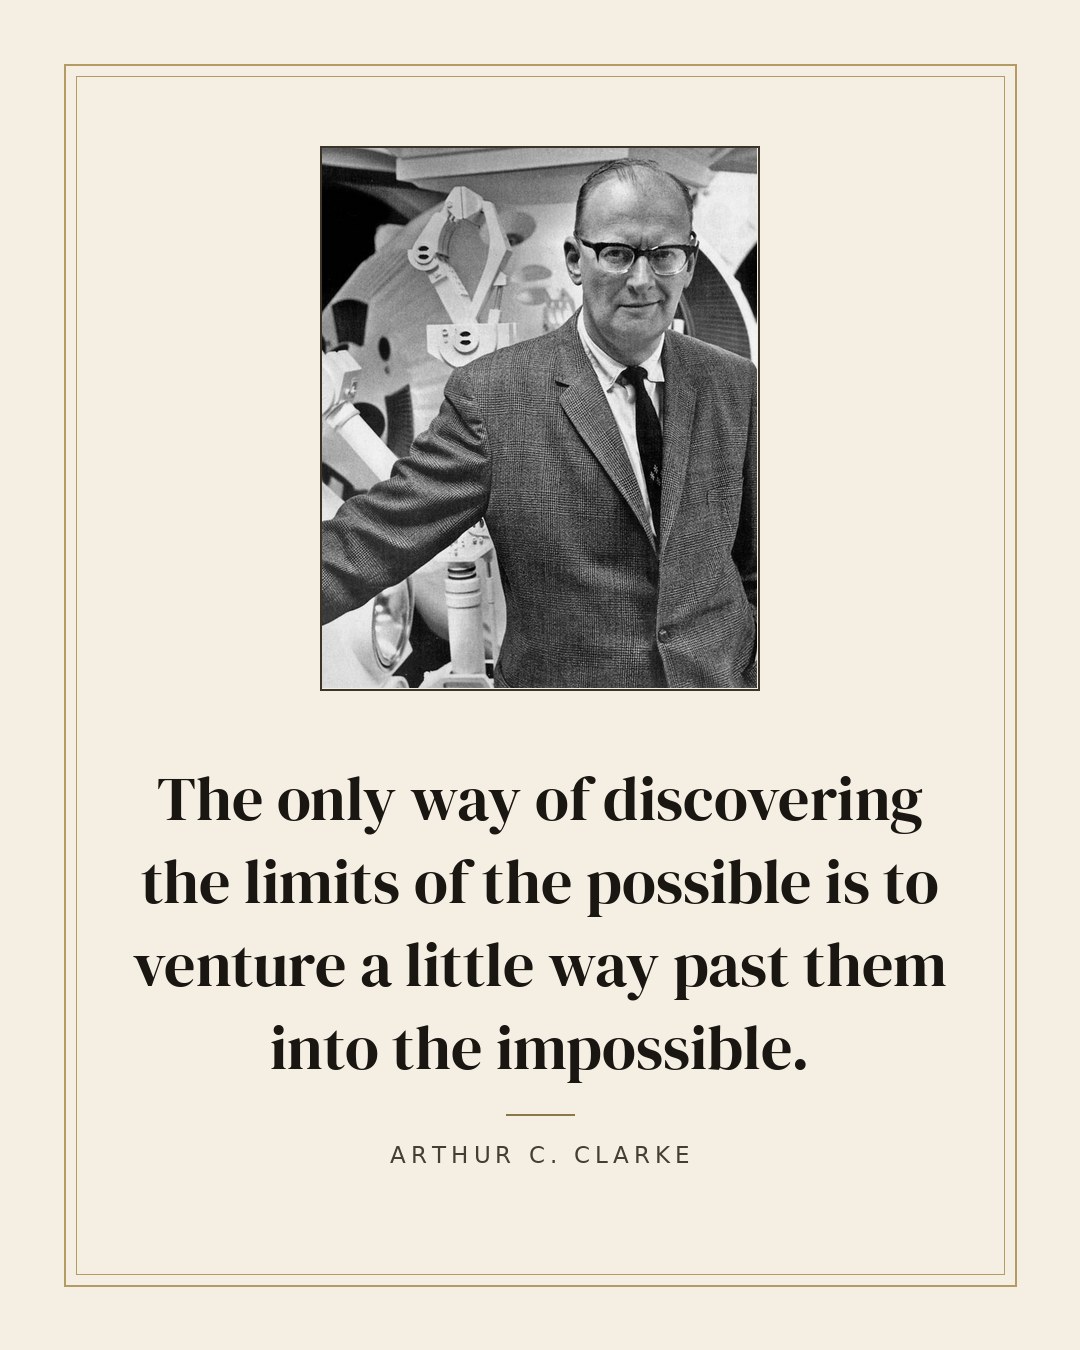 The only way of discovering
the limits of the possible is to
venture a little way past them
into the impossible.
ARTHUR C. CLARKE